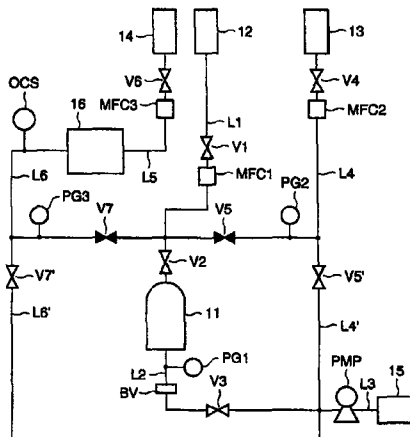 14
12
13
OCS
V6
V4
16
MFC3
MFC2
L1
V1
L6
L5
MFC1
L4
PG3
V7
V5
PG2
V2
V7'
V5'
11
L6'
PG1
L4'
L2
BV
V3
PMP
L3
15